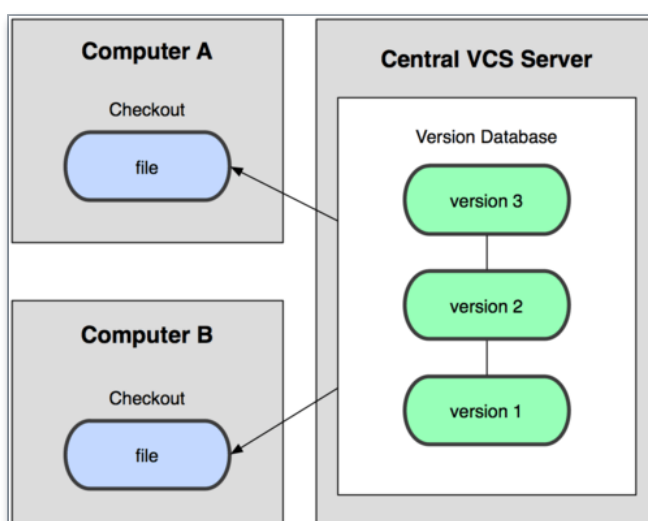 Computer A
Checkout
file
Computer B
Checkout
file
Central VCS Server
Version Database
version 3
version 2
version 1